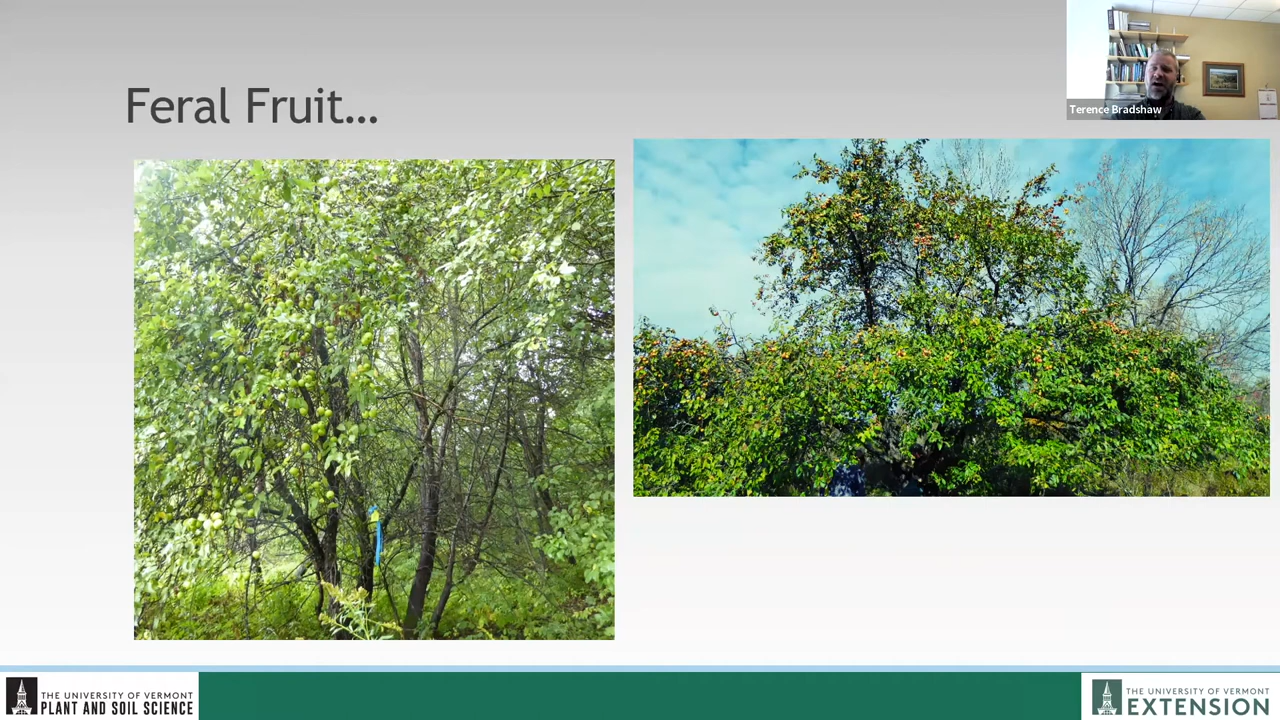 Feral Fruit...
Terence Bradshaw
THE UNIVERSITY OF VERMONT
PLANT AND SOIL SCIENCE
THE UNIVERSITY OF VERMONT
EXTENSION